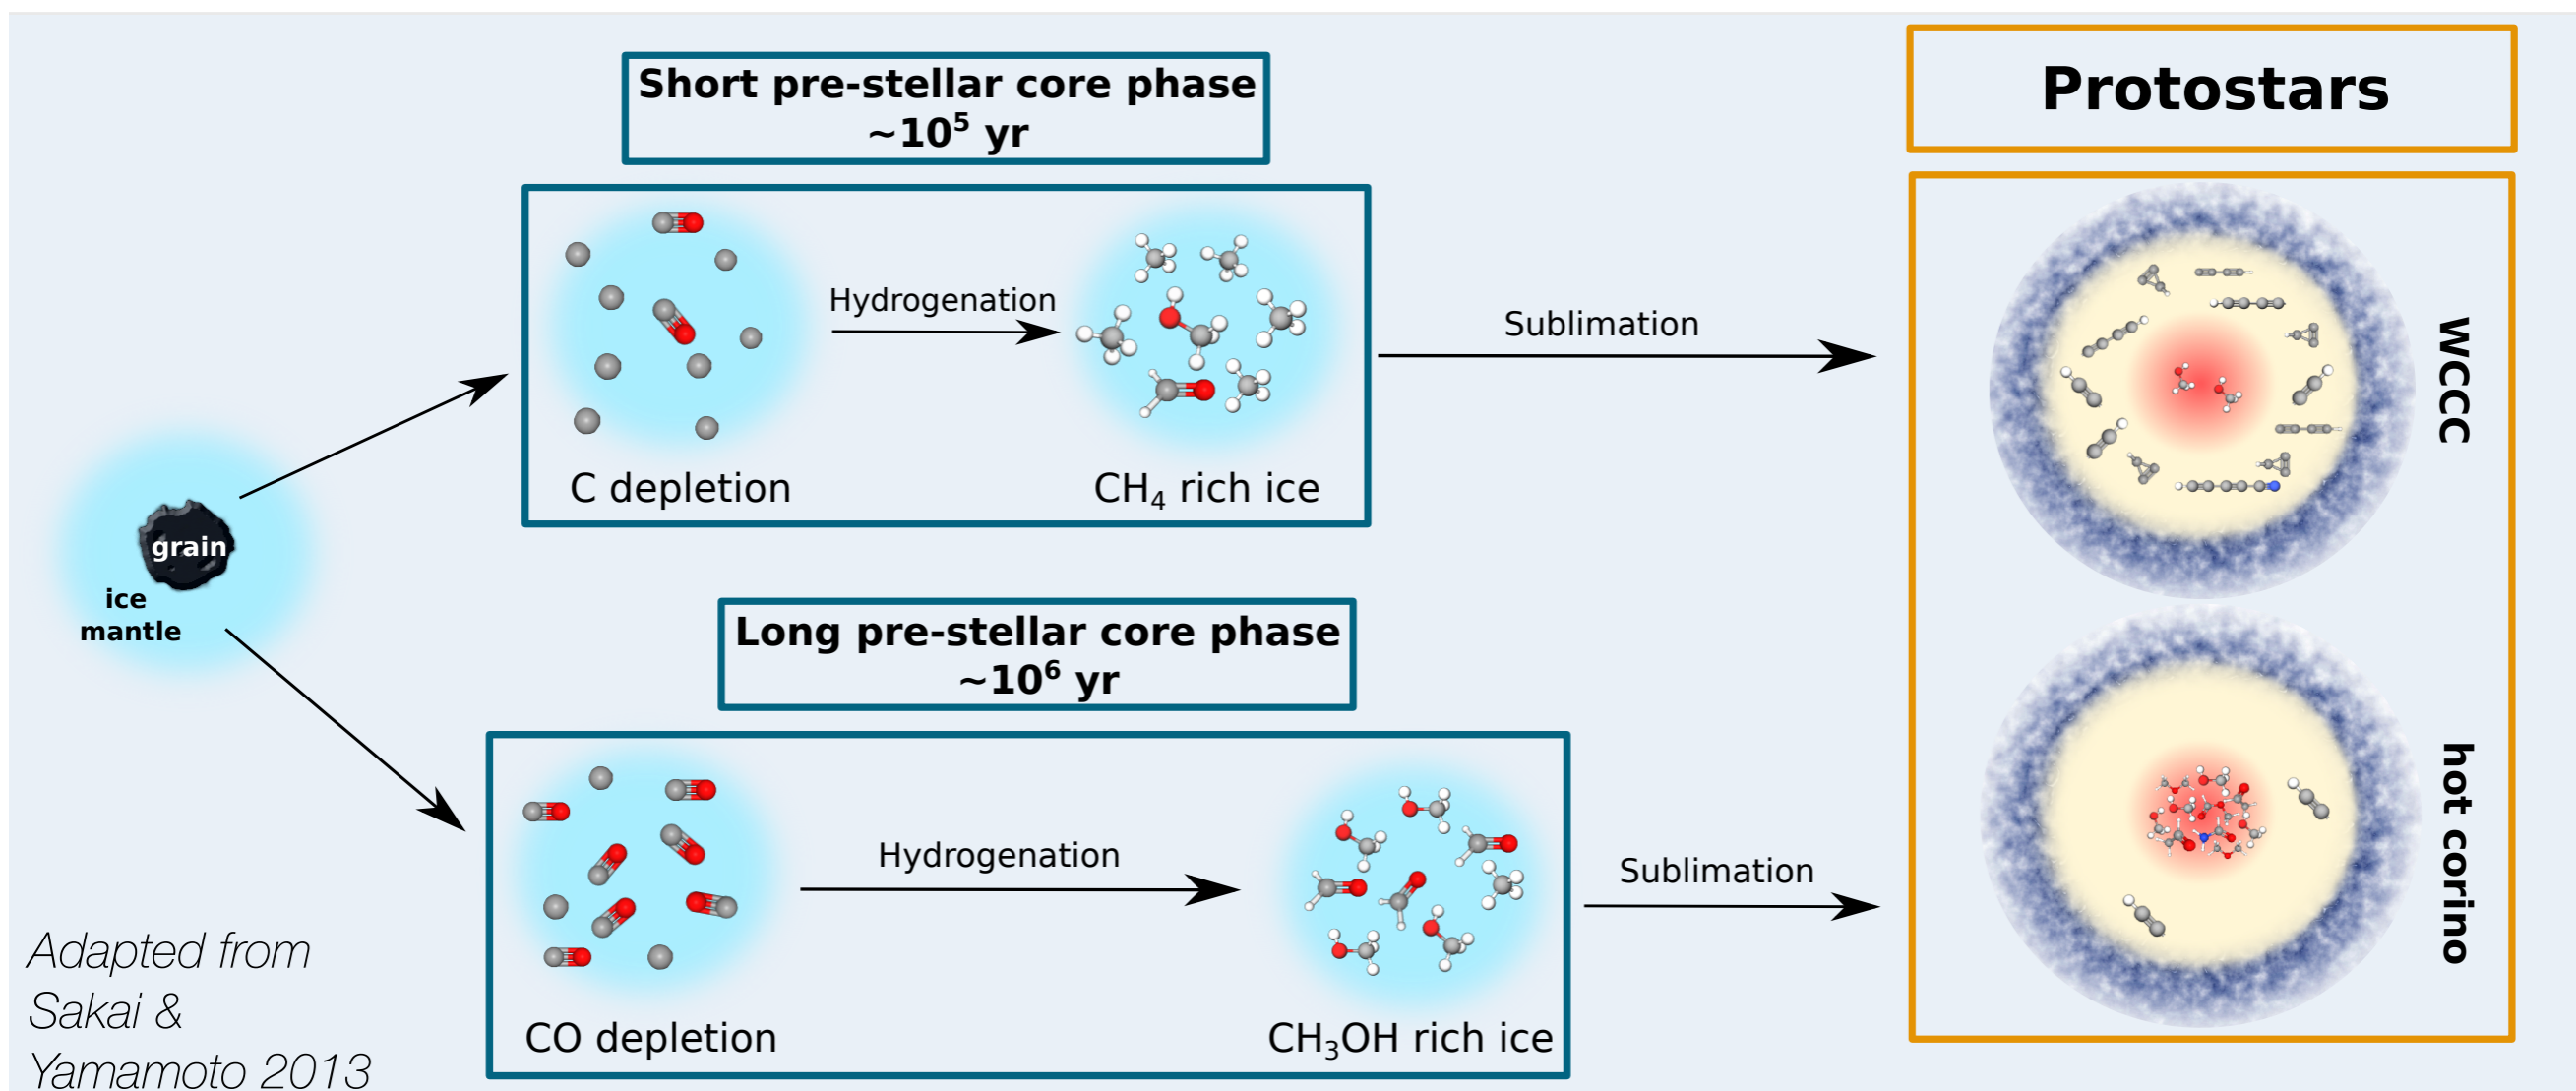 Short pre-stellar core phase
~10⁵ yr
Protostars
Hydrogenation
Sublimation
C depletion
CH₄ rich ice
WCCC
grain
ice
mantle
Long pre-stellar core phase
~10⁶ yr
Hydrogenation
Sublimation
CO depletion
CH₃OH rich ice
hot corino
Adapted from
Sakai &
Yamamoto 2013